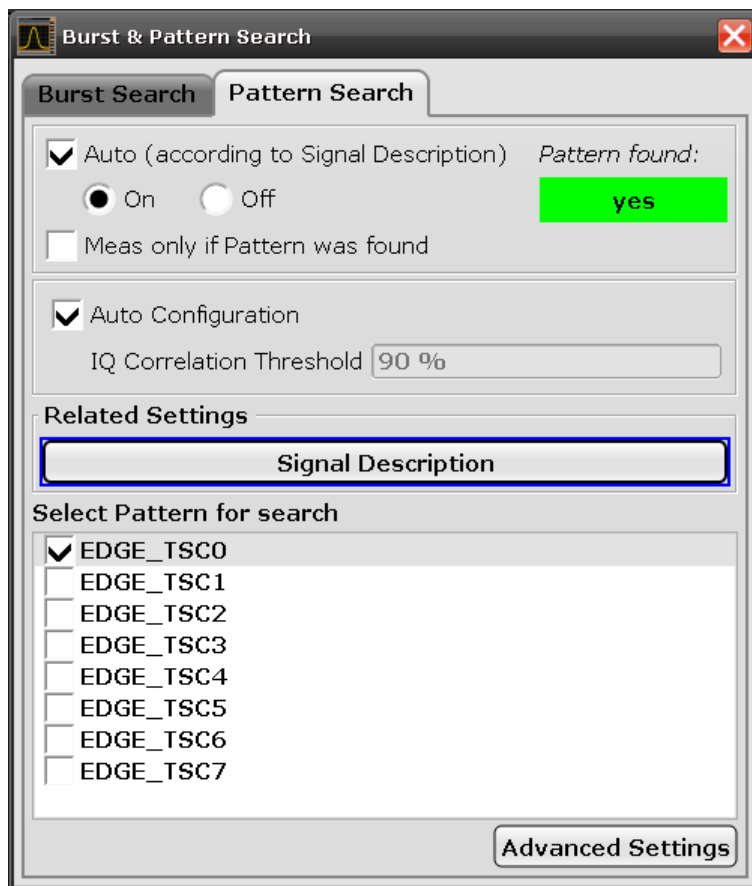 Burst & Pattern Search
Burst Search Pattern Search
Auto (according to Signal Description) Pattern found:
On Off yes
Meas only if Pattern was found
Auto Configuration
IQ Correlation Threshold 90 %
Related Settings
Signal Description
Select Pattern for search
EDGE_TSC0
EDGE_TSC1
EDGE_TSC2
EDGE_TSC3
EDGE_TSC4
EDGE_TSC5
EDGE_TSC6
EDGE_TSC7
Advanced Settings